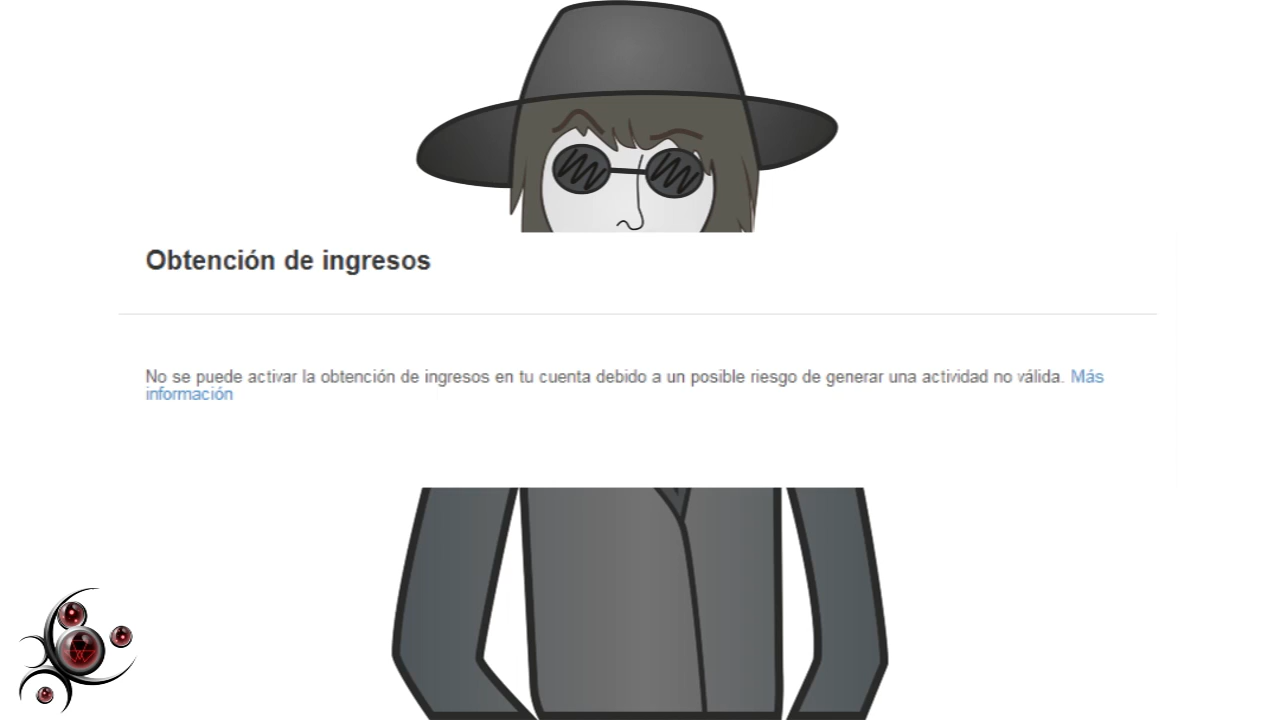 Obtención de ingresos
No se puede activar la obtención de ingresos en tu cuenta debido a un posible riesgo de generar una actividad no válida. Más
información